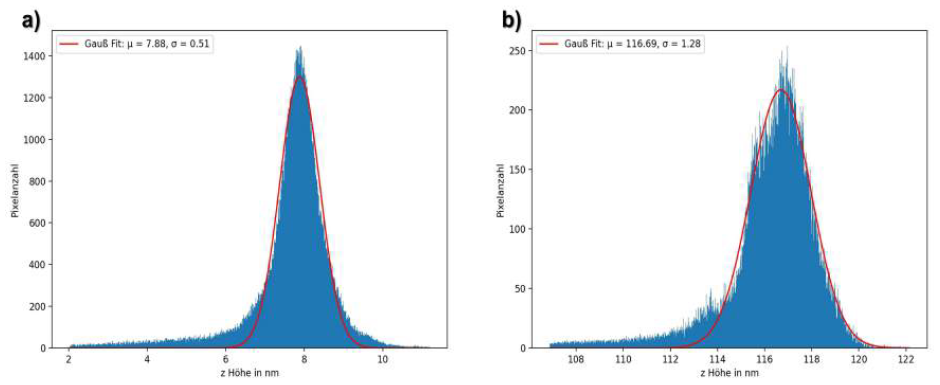 a)
Gauß Fit: μ = 7.88, σ = 0.51
1400
1200
1000
800
600
400
200
0
Pixelanzahl
2 4 6 8 10
z Höhe in nm
b)
Gauß Fit: μ = 116.69, σ = 1.28
250
200
150
100
50
0
Pixelanzahl
108 110 112 114 116 118 120 122
z Höhe in nm